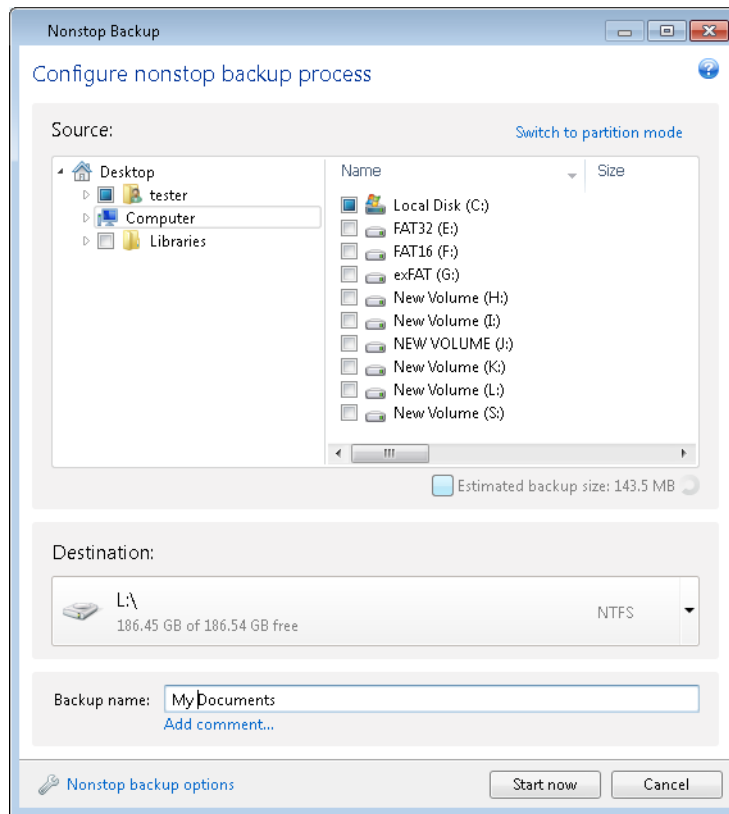 Nonstop Backup
Configure nonstop backup process
Source:
Switch to partition mode
Desktop
tester
Computer
Libraries
Name
Size
Local Disk (C:)
FAT32 (E:)
FAT16 (F:)
exFAT (G:)
New Volume (H:)
New Volume (I:)
NEW VOLUME (J:)
New Volume (K:)
New Volume (L:)
New Volume (S:)
Estimated backup size: 143.5 MB
Destination:
L:\
186.45 GB of 186.54 GB free
NTFS
Backup name:
My Documents
Add comment...
Nonstop backup options
Start now
Cancel